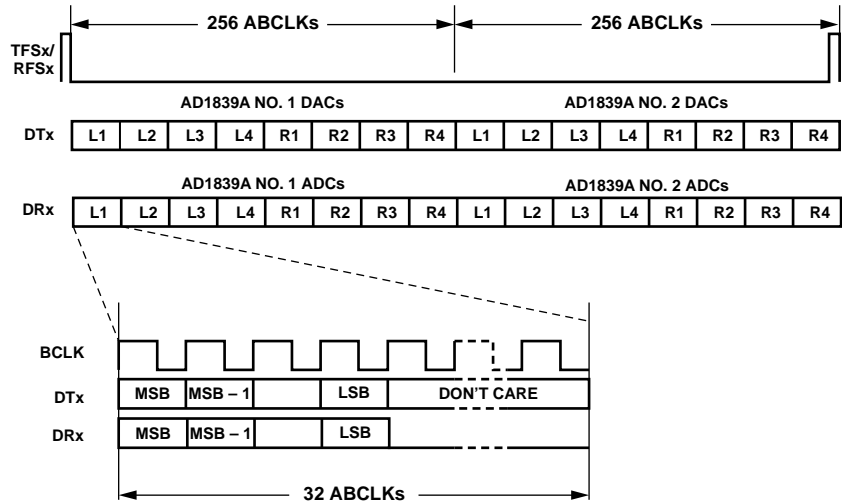 256 ABCLKs 256 ABCLKs
TFSx/
RFSx
AD1839A NO. 1 DACs AD1839A NO. 2 DACs
DTx L1 L2 L3 L4 R1 R2 R3 R4 L1 L2 L3 L4 R1 R2 R3 R4
AD1839A NO. 1 ADCs AD1839A NO. 2 ADCs
DRx L1 L2 L3 L4 R1 R2 R3 R4 L1 L2 L3 L4 R1 R2 R3 R4
BCLK
DTx MSB MSB – 1 LSB DON'T CARE
DRx MSB MSB – 1 LSB
32 ABCLKs